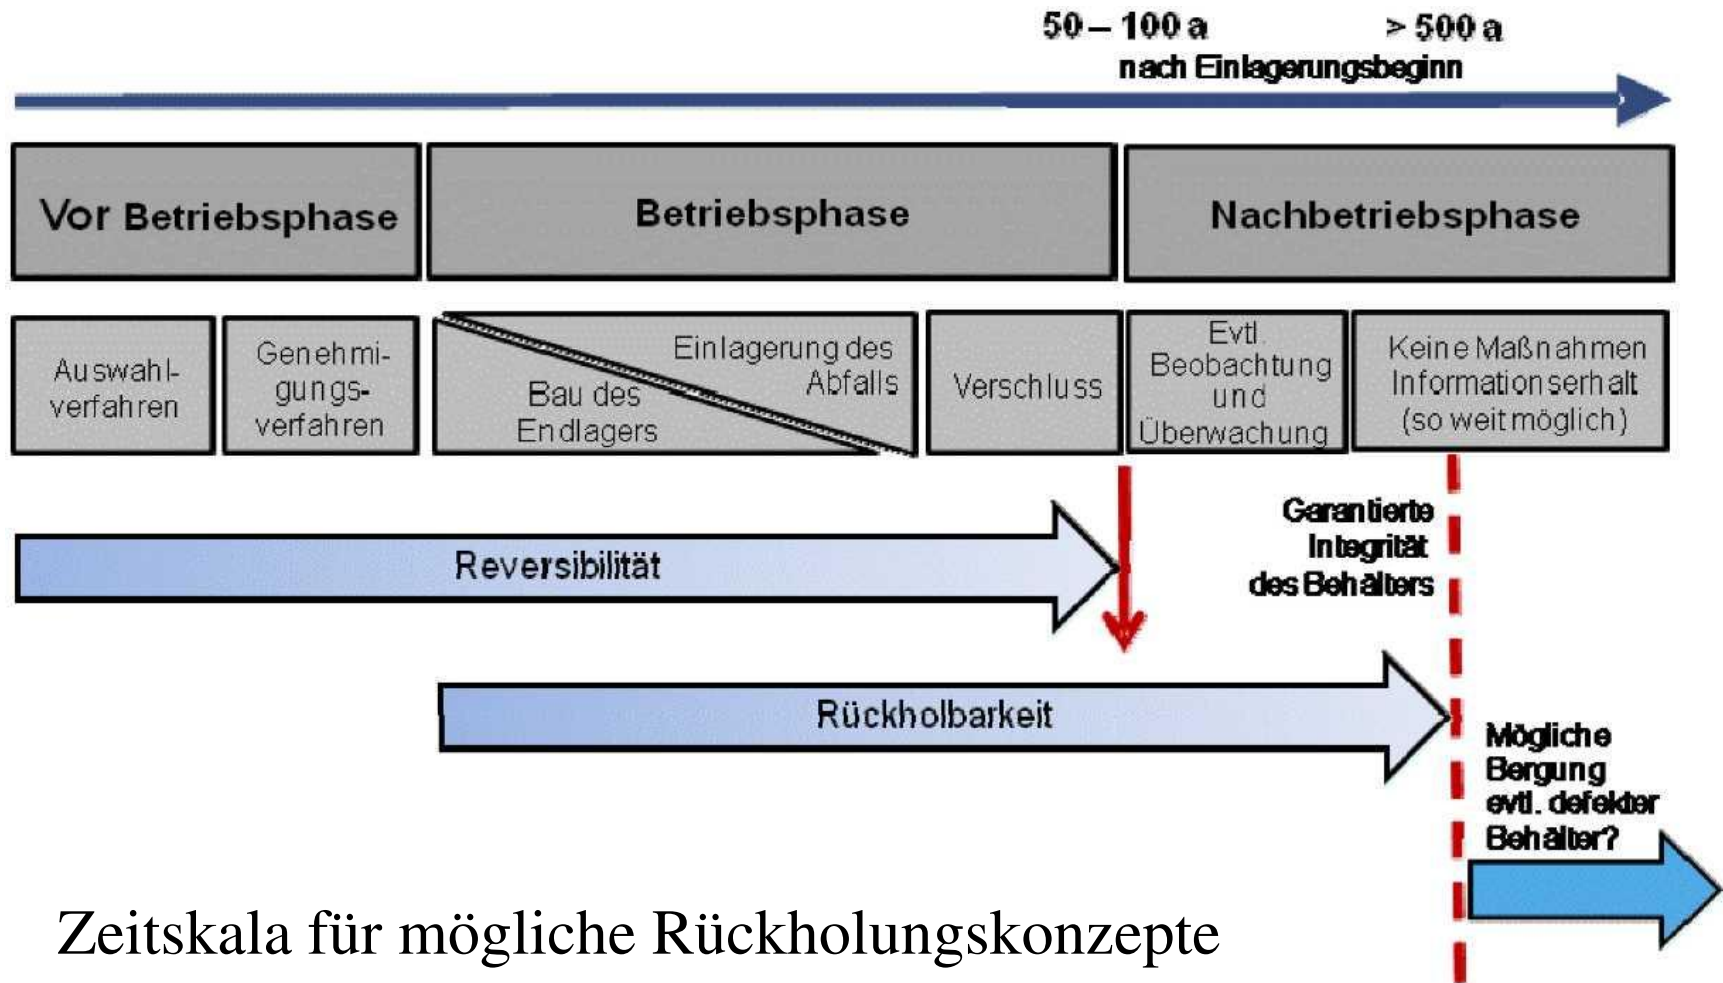 50 – 100 a
> 500 a
nach Einlagerungsbeginn
Vor Betriebsphase
Betriebsphase
Nachbetriebsphase
Auswahl-
verfahren
Genehmi-
gungs-
verfahren
Bau des
Endlagers
Einlagerung des
Abfalls
Verschluss
Evtl.
Beobachtung
und
Überwachung
Keine Maßnahmen
Informationserhalt
(so weit möglich)
Garantierte
Integrität
des Behälters
Reversibilität
Rückholbarkeit
Mögliche
Bergung
evtl. defekter
Behälter?
Zeitskala für mögliche Rückholungskonzepte